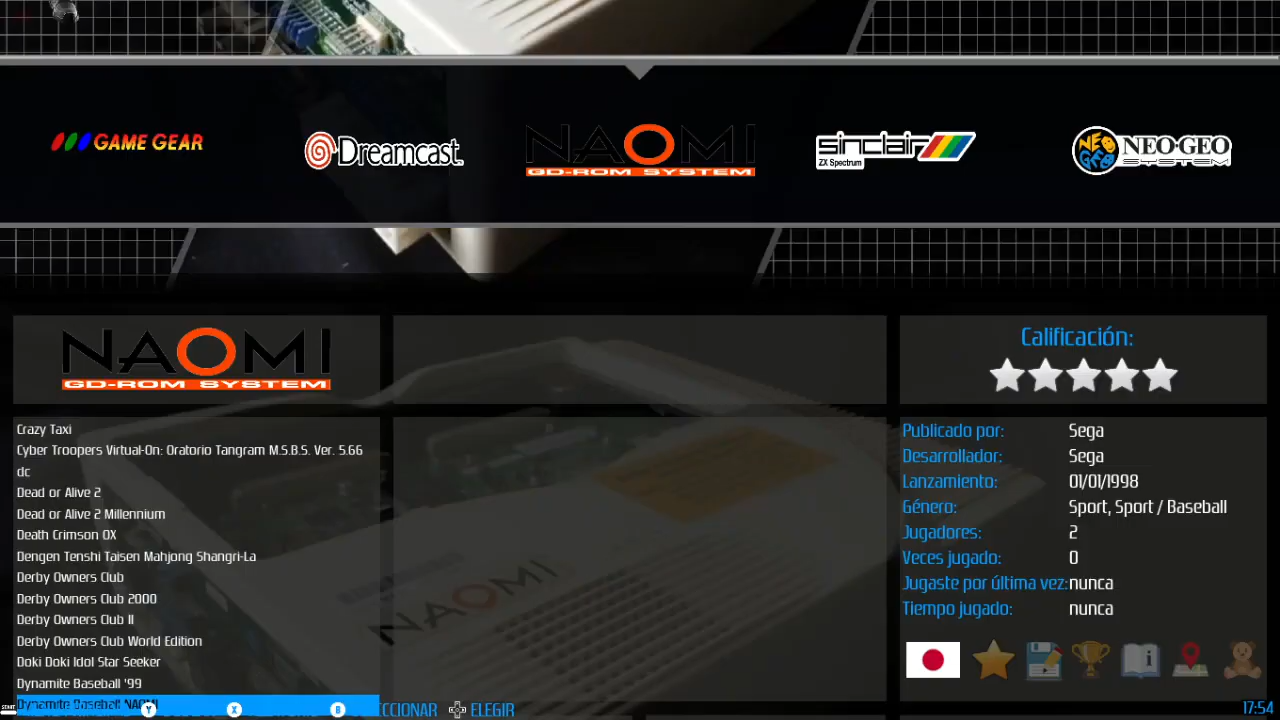 GAME GEAR
Dreamcast
NAOMI
GD-ROM SYSTEM
sinclair
ZX Spectrum
NEO·GEO
SYSTEM
NEO
GEO
NAOMI
GD-ROM SYSTEM
Calificación:
Crazy Taxi
Cyber Troopers Virtual-On: Oratorio Tangram M.S.B.S. Ver. 5.66
dc
Dead or Alive 2
Dead or Alive 2 Millennium
Death Crimson OX
Dengen Tenshi Taisen Mahjong Shangri-La
Derby Owners Club
Derby Owners Club 2000
Derby Owners Club II
Derby Owners Club World Edition
Doki Doki Idol Star Seeker
Dynamite Baseball '99
Dynamite Baseball NAOMI
NAOMI
Publicado por: Sega
Desarrollador: Sega
Lanzamiento: 01/01/1998
Género: Sport, Sport / Baseball
Jugadores: 2
Veces jugado: 0
Jugaste por última vez: nunca
Tiempo jugado: nunca
START
Y
X
B
CCIONAR
ELEGIR
17:54